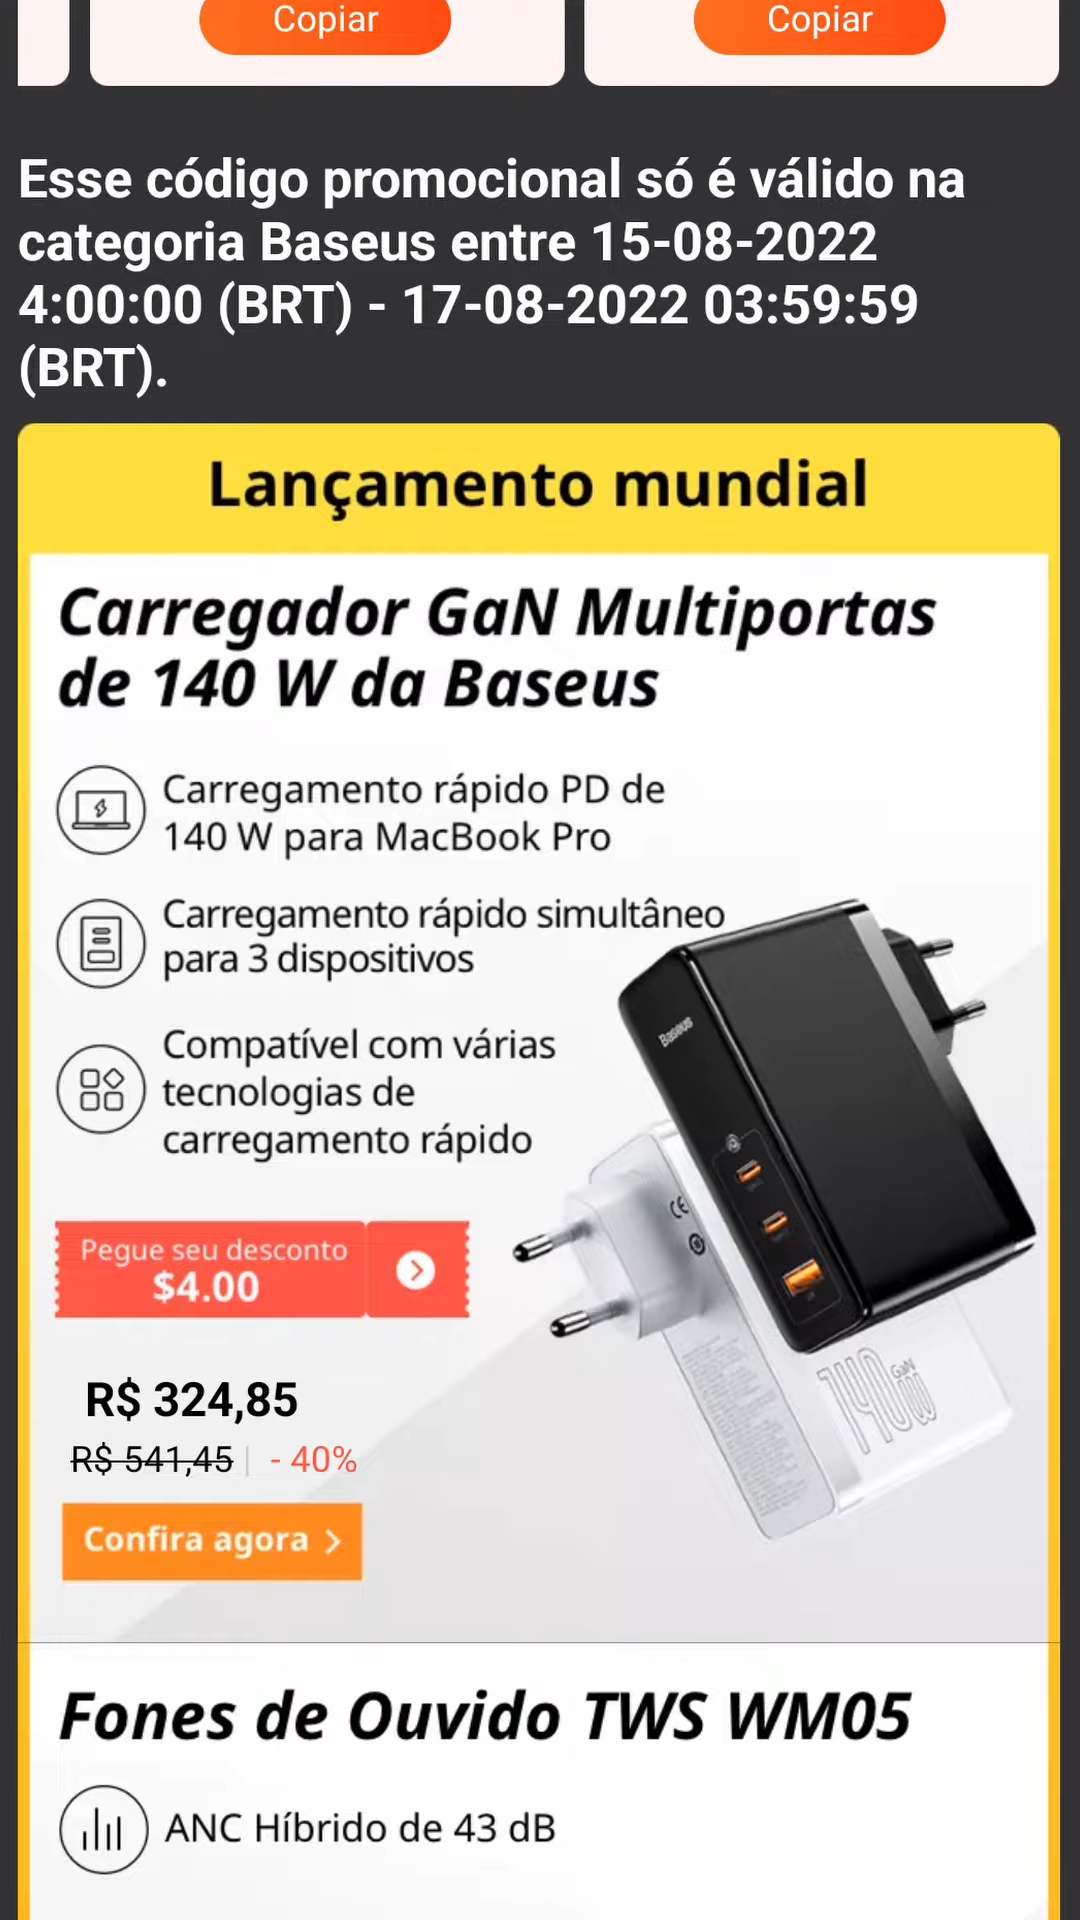 Copiar
Copiar
Esse código promocional só é válido na
categoria Baseus entre 15-08-2022
4:00:00 (BRT) - 17-08-2022 03:59:59
(BRT).
Lançamento mundial
Carregador GaN Multiportas
de 140 W da Baseus
Carregamento rápido PD de
140 W para MacBook Pro
Carregamento rápido simultâneo
para 3 dispositivos
Compatível com várias
tecnologias de
carregamento rápido
Baseus
Pegue seu desconto
$4.00
R$ 324,85
R$ 541,45
- 40%
Confira agora
140W
GaN
Fones de Ouvido TWS WM05
ANC Híbrido de 43 dB